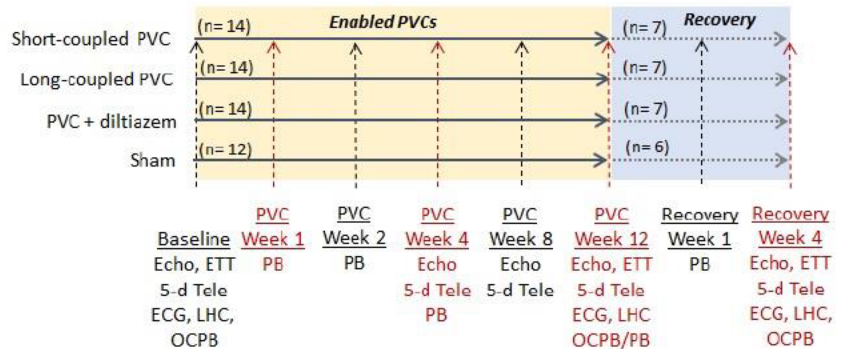 Enabled PVCs Recovery
Short-coupled PVC (n=14) (n=7)
Long-coupled PVC (n=14) (n=7)
PVC + diltiazem (n=14) (n=7)
Sham (n=12) (n=6)
Baseline
Echo, ETT
5-d Tele
ECG, LHC,
OCPB
PVC
Week 1
PB
PVC
Week 2
PB
PVC
Week 4
Echo
5-d Tele
PB
PVC
Week 8
Echo
5-d Tele
PVC
Week 12
Echo, ETT
5-d Tele
ECG, LHC
OCPB/PB
Recovery
Week 1
PB
Recovery
Week 4
Echo, ETT
5-d Tele
ECG, LHC,
OCPB